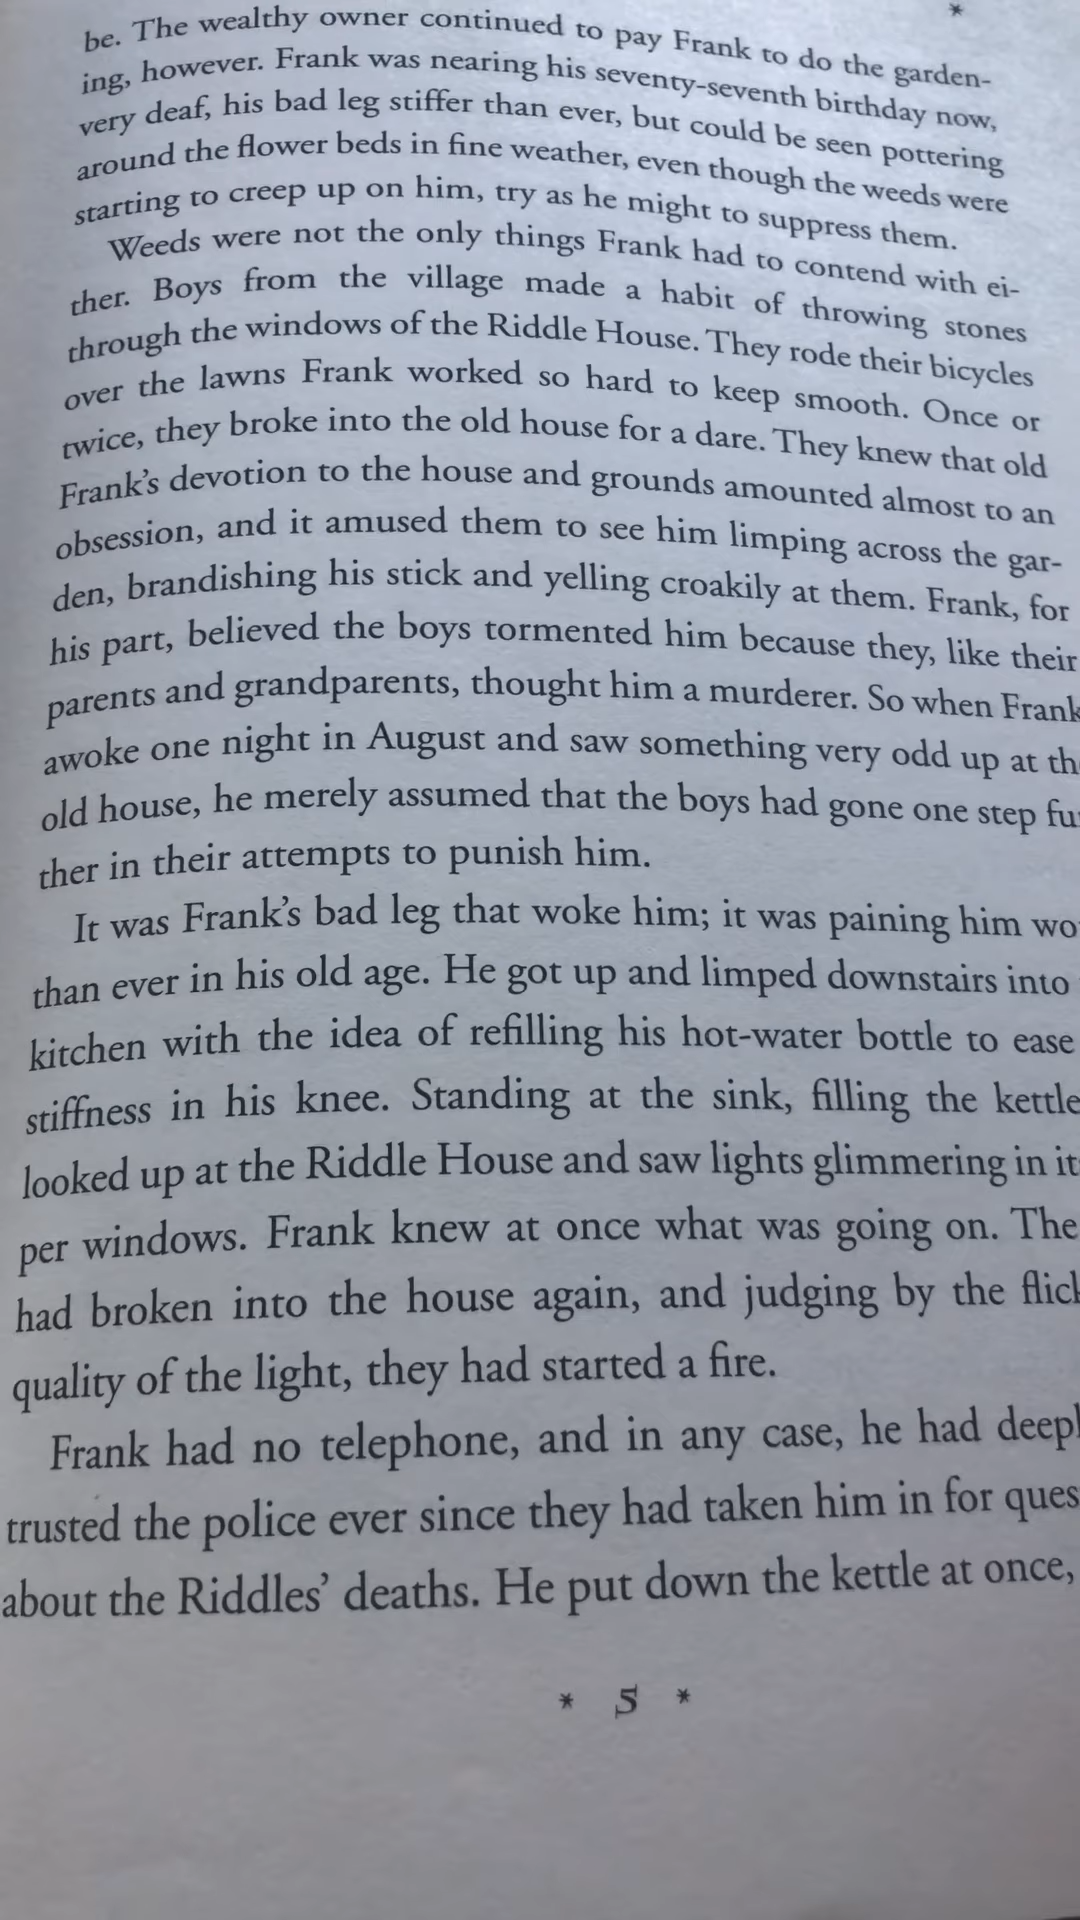 *
be. The wealthy owner continued to pay Frank to do the garden-
ing, however. Frank was nearing his seventy-seventh birthday now,
very deaf, his bad leg stiffer than ever, but could be seen pottering
around the flower beds in fine weather, even though the weeds were
starting to creep up on him, try as he might to suppress them.
Weeds were not the only things Frank had to contend with ei-
ther. Boys from the village made a habit of throwing stones
through the windows of the Riddle House. They rode their bicycles
over the lawns Frank worked so hard to keep smooth. Once or
twice, they broke into the old house for a dare. They knew that old
Frank's devotion to the house and grounds amounted almost to an
obsession, and it amused them to see him limping across the gar-
den, brandishing his stick and yelling croakily at them. Frank, for
his part, believed the boys tormented him because they, like their
parents and grandparents, thought him a murderer. So when Frank
awoke one night in August and saw something very odd up at
old house, he merely assumed that the boys had gone one step
ther in their attempts to punish him.
It was Frank's bad leg that woke him; it was paining him
than ever in his old age. He got up and limped downstairs into
kitchen with the idea of refilling his hot-water bottle to ease
stiffness in his knee. Standing at the sink, filling the kettle
looked up at the Riddle House and saw lights glimmering in
per windows. Frank knew at once what was going on. The
had broken into the house again, and judging by the
quality of the light, they had started a fire.
Frank had no telephone, and in any case, he had
trusted the police ever since they had taken him in for
about the Riddles' deaths. He put down the kettle at once,
* 5 *